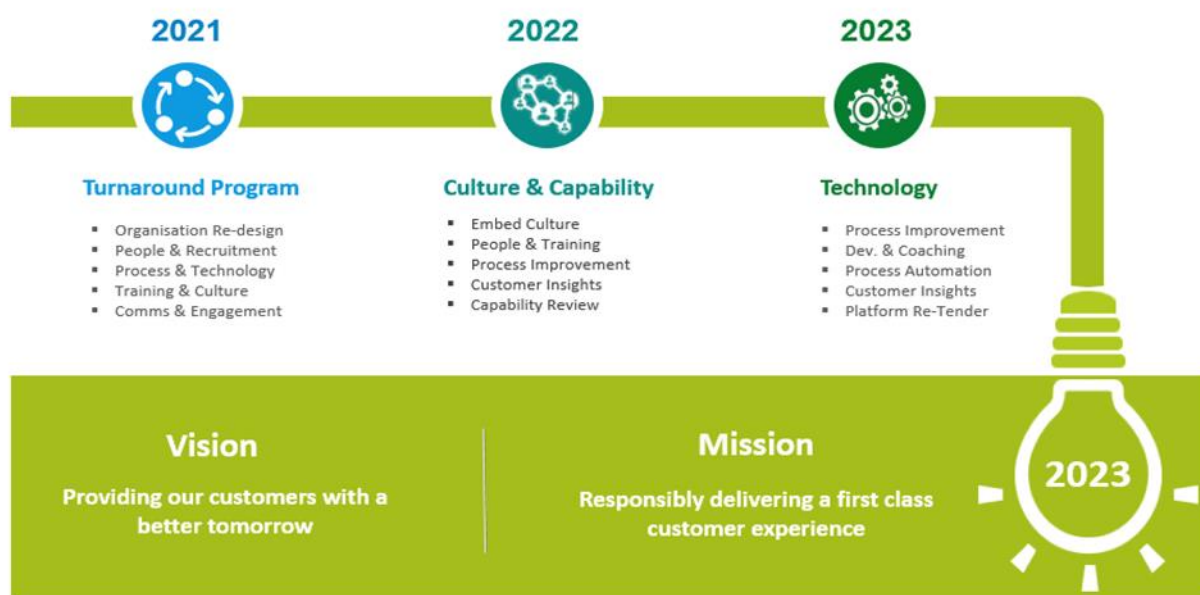 2021
2022
2023
Turnaround Program
Organisation Re-design
People & Recruitment
Process & Technology
Training & Culture
Comms & Engagement
Culture & Capability
Embed Culture
People & Training
Process Improvement
Customer Insights
Capability Review
Technology
Process Improvement
Dev. & Coaching
Process Automation
Customer Insights
Platform Re-Tender
Vision
Providing our customers with a
better tomorrow
Mission
Responsibly delivering a first class
customer experience
2023